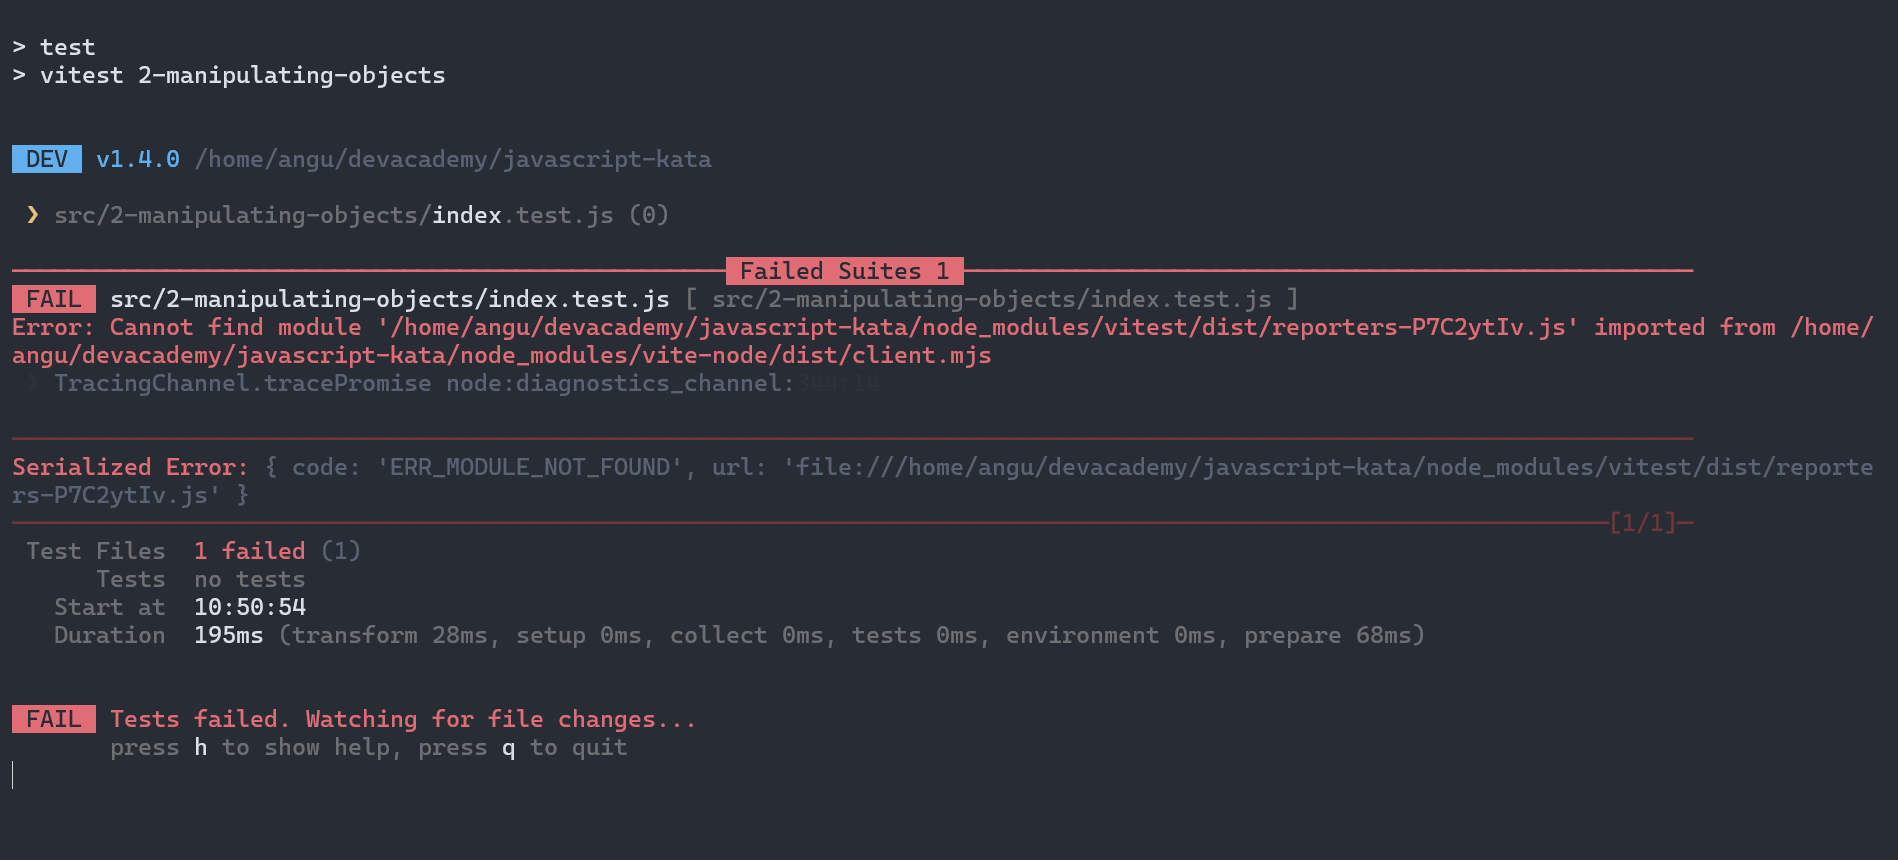 > test
> vitest 2-manipulating-objects
DEV v1.4.0 /home/angu/devacademy/javascript-kata
❯ src/2-manipulating-objects/index.test.js (0)
Failed Suites 1
FAIL src/2-manipulating-objects/index.test.js [ src/2-manipulating-objects/index.test.js ]
Error: Cannot find module '/home/angu/devacademy/javascript-kata/node_modules/vitest/dist/reporters-P7C2ytIv.js' imported from /home/
angu/devacademy/javascript-kata/node_modules/vite-node/dist/client.mjs
❯ TracingChannel.tracePromise node:diagnostics_channel:344:14
Serialized Error: { code: 'ERR_MODULE_NOT_FOUND', url: 'file:///home/angu/devacademy/javascript-kata/node_modules/vitest/dist/reporte
rs-P7C2ytIv.js' }
[1/1]
Test Files 1 failed (1)
Tests no tests
Start at 10:50:54
Duration 195ms (transform 28ms, setup 0ms, collect 0ms, tests 0ms, environment 0ms, prepare 68ms)
FAIL Tests failed. Watching for file changes...
press h to show help, press q to quit